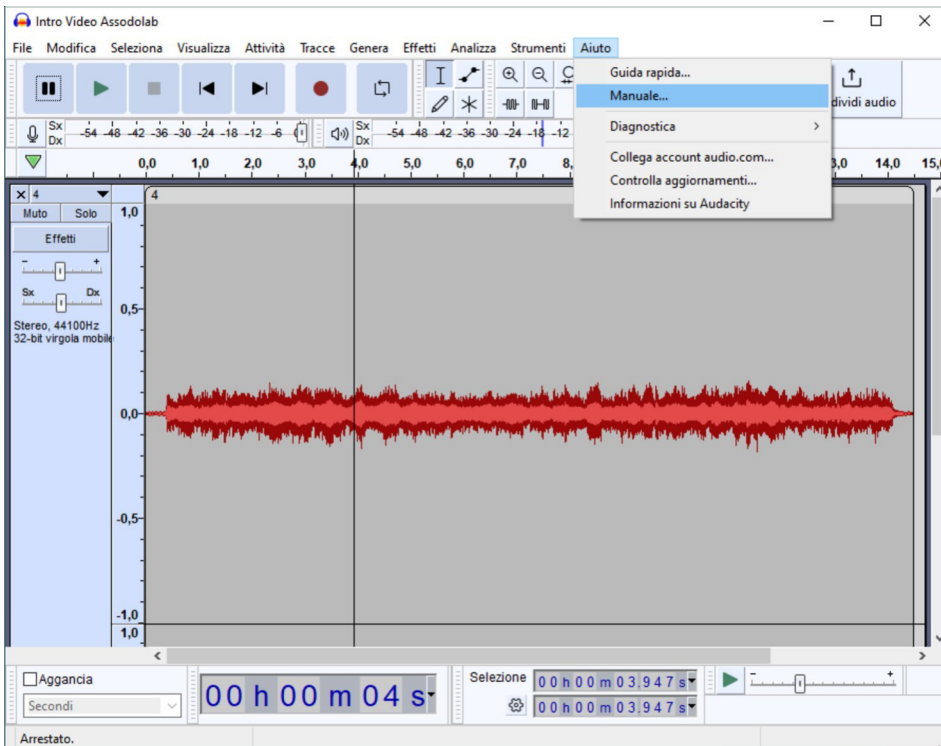 Intro Video Assodolab
File Modifica Seleziona Visualizza Attività Tracce Genera Effetti Analizza Strumenti Aiuto
Guida rapida...
Manuale...
Diagnostica
Collega account audio.com...
Controlla aggiornamenti...
Informazioni su Audacity
dividi audio
Sx
Dx
-54 -48 -42 -36 -30 -24 -18 -12 -6
Sx
Dx
-54 -48 -42 -36 -30 -24 -18 -12
0,0 1,0 2,0 3,0 4,0 5,0 6,0 7,0 8, 3,0 14,0 15,
4
4
Muto Solo
Effetti
- +
Sx Dx
Stereo, 44100Hz
32-bit virgola mobile
1,0
0,5
0,0
-0,5
-1,0
1,0
Aggancia
Secondi
00 h 00 m 04 s
Selezione
00 h 00 m 03.947 s
00 h 00 m 03.947 s
- +
Arrestato.